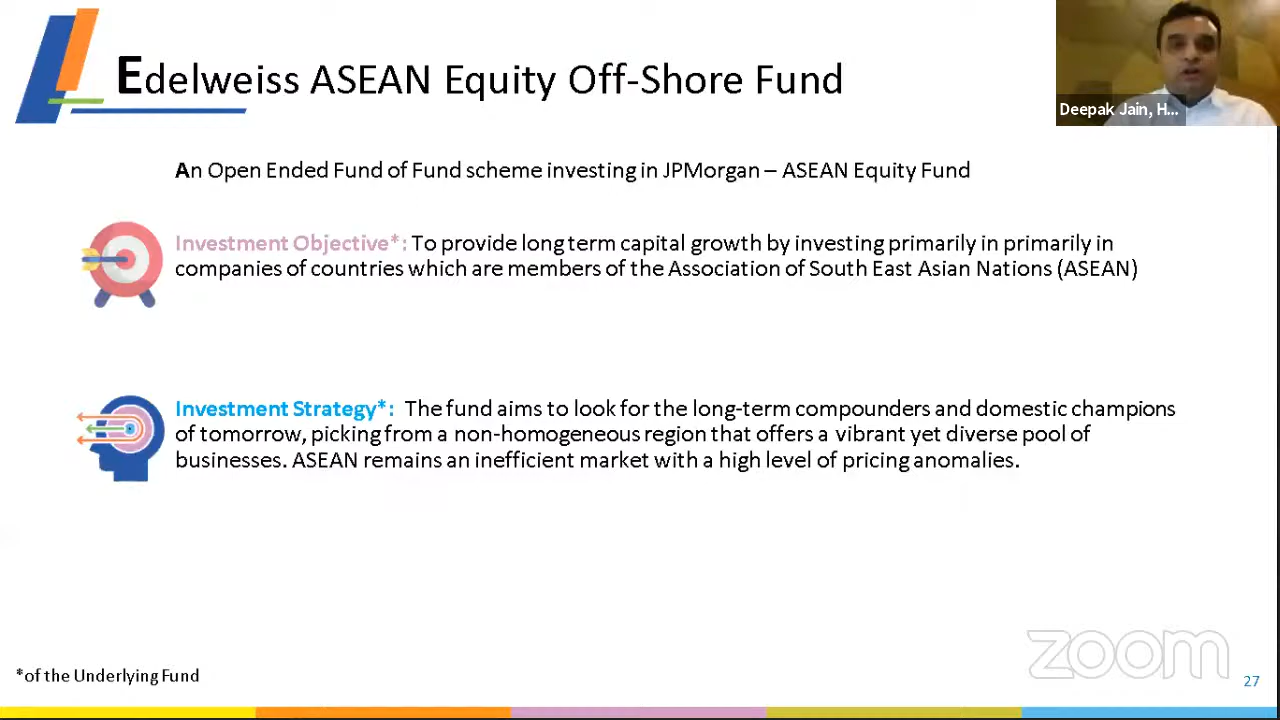 Edelweiss ASEAN Equity Off-Shore Fund
Deepak Jain, H...
An Open Ended Fund of Fund scheme investing in JPMorgan – ASEAN Equity Fund
Investment Objective*: To provide long term capital growth by investing primarily in primarily in
companies of countries which are members of the Association of South East Asian Nations (ASEAN)
Investment Strategy*: The fund aims to look for the long-term compounders and domestic champions
of tomorrow, picking from a non-homogeneous region that offers a vibrant yet diverse pool of
businesses. ASEAN remains an inefficient market with a high level of pricing anomalies.
zoom
*of the Underlying Fund
27